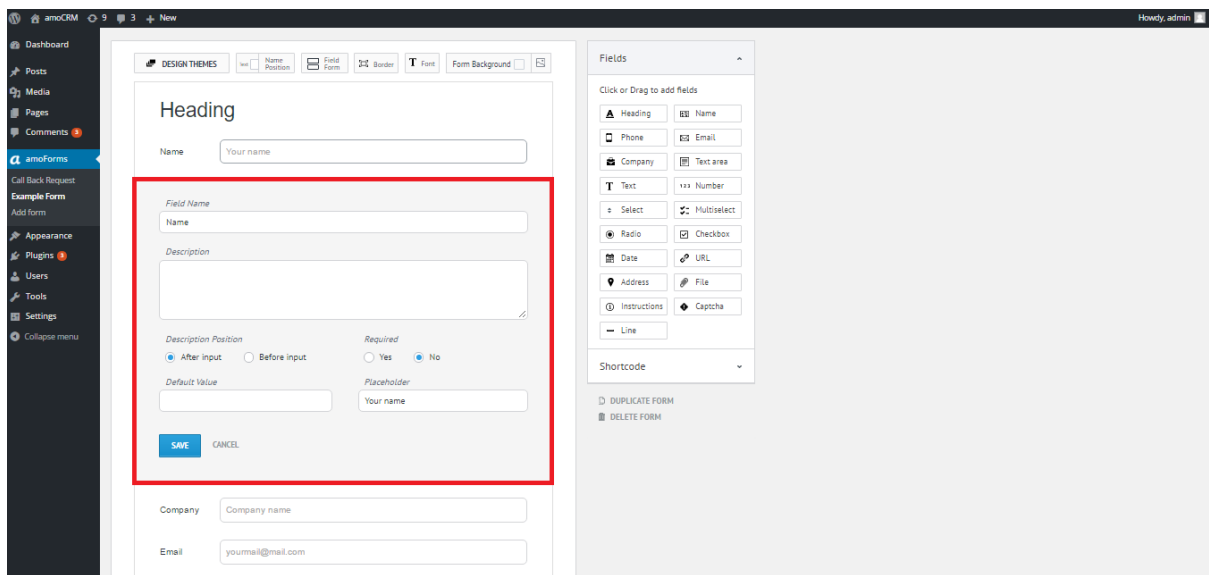 amoCRM 9 3 + New Howdy, admin
Dashboard
Posts
Media
Pages
Comments 3
amoForms
Call Back Request
Example Form
Add form
Appearance
Plugins 3
Users
Tools
Settings
Collapse menu
DESIGN THEMES Text Name Position Field Form Border T Font Form Background
Heading
Name Your name
Field Name
Name
Description
Description Position Required
After input Before input Yes No
Default Value Placeholder
Your name
SAVE CANCEL
Company Company name
Email yourmail@mail.com
Fields
Click or Drag to add fields
A Heading Name
Phone Email
Company Text area
T Text 123 Number
Select Multiselect
Radio Checkbox
Date URL
Address File
Instructions Captcha
Line
Shortcode
DUPLICATE FORM
DELETE FORM